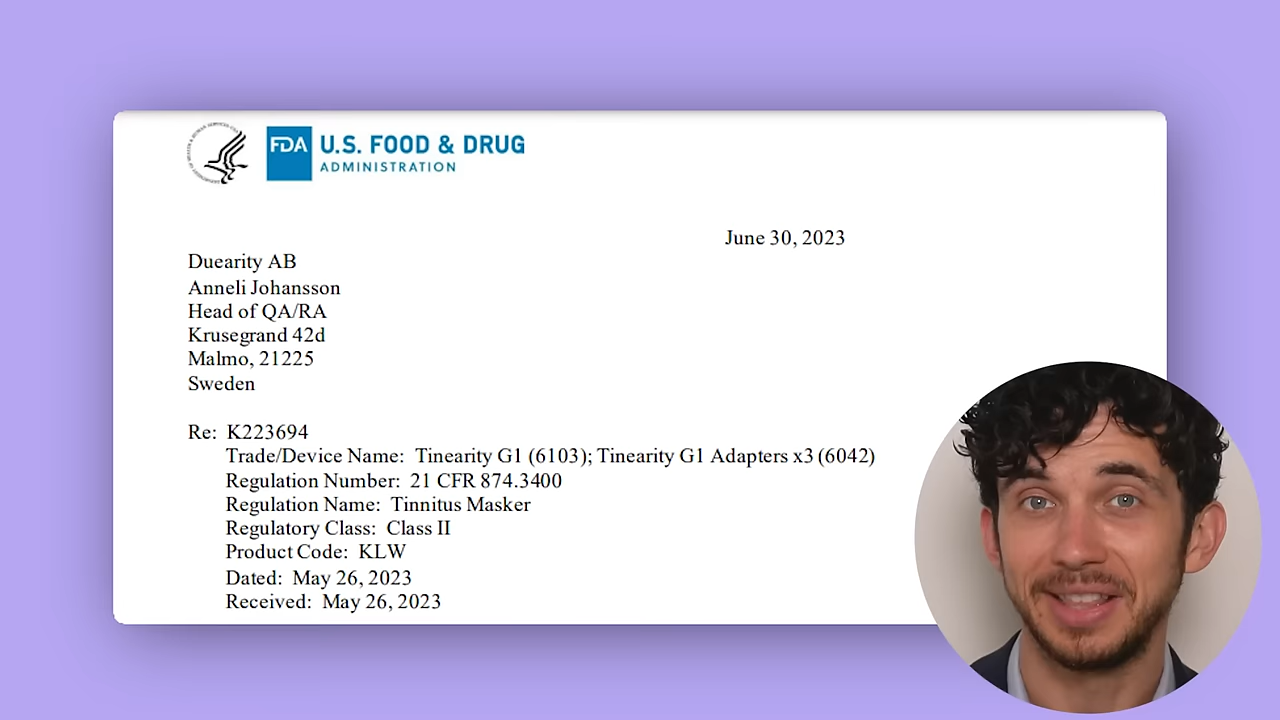 FDA U.S. FOOD & DRUG
ADMINISTRATION
June 30, 2023
Duearity AB
Anneli Johansson
Head of QA/RA
Krusegrand 42d
Malmo, 21225
Sweden
Re: K223694
Trade/Device Name: Tinearity G1 (6103); Tinearity G1 Adapters x3 (6042)
Regulation Number: 21 CFR 874.3400
Regulation Name: Tinnitus Masker
Regulatory Class: Class II
Product Code: KLW
Dated: May 26, 2023
Received: May 26, 2023